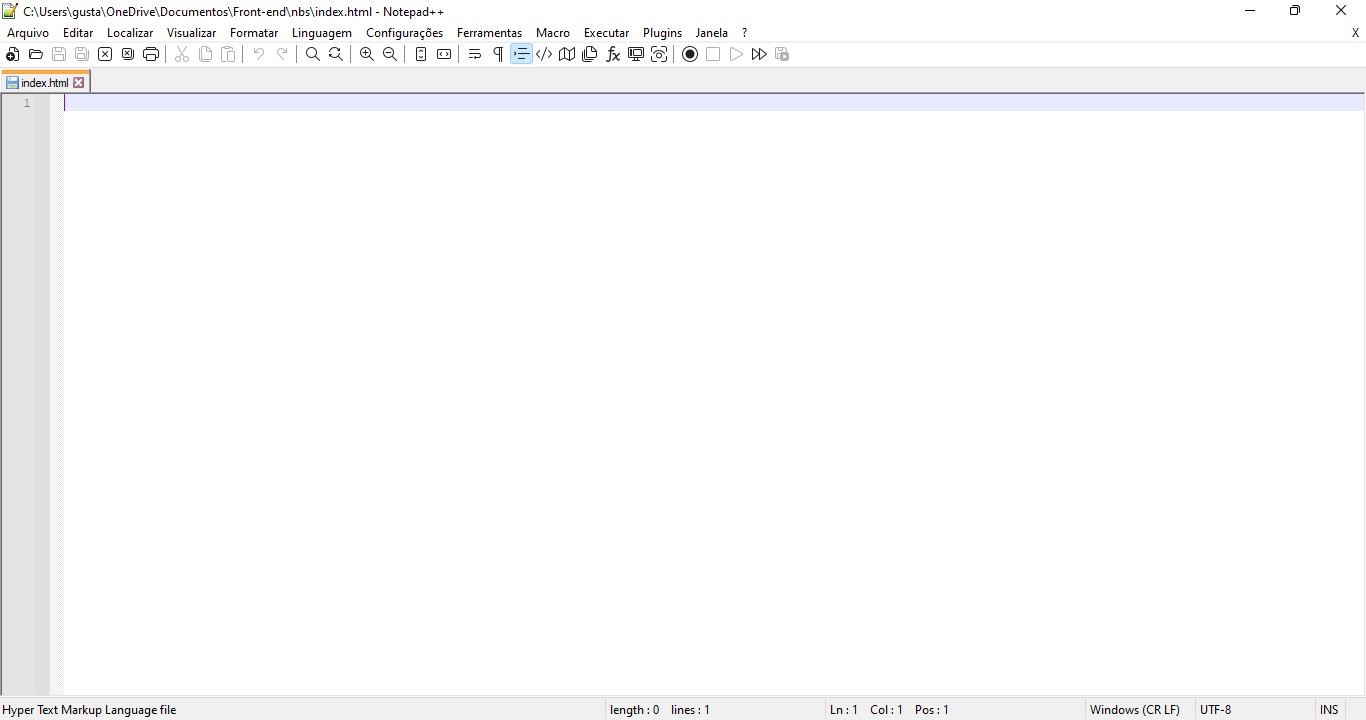 C:\Users\gusta\OneDrive\Documentos\Front-end\nbs\index.html - Notepad++
Arquivo Editar Localizar Visualizar Formatar Linguagem Configurações Ferramentas Macro Executar Plugins Janela ? X
index.html
1
Hyper Text Markup Language file length : 0 lines : 1 Ln : 1 Col : 1 Pos : 1 Windows (CR LF) UTF-8 INS